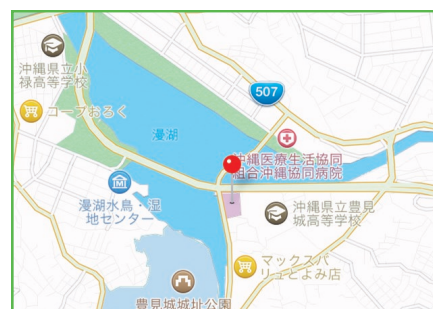 沖縄県立小
禄高等学校
コープおろく
507
漫湖
沖縄医療生活協同
組合沖縄協同病院
漫湖水鳥・湿
地センター
沖縄県立豊見
城高等学校
マックスバ
リュとよみ店
豊見城城址公園